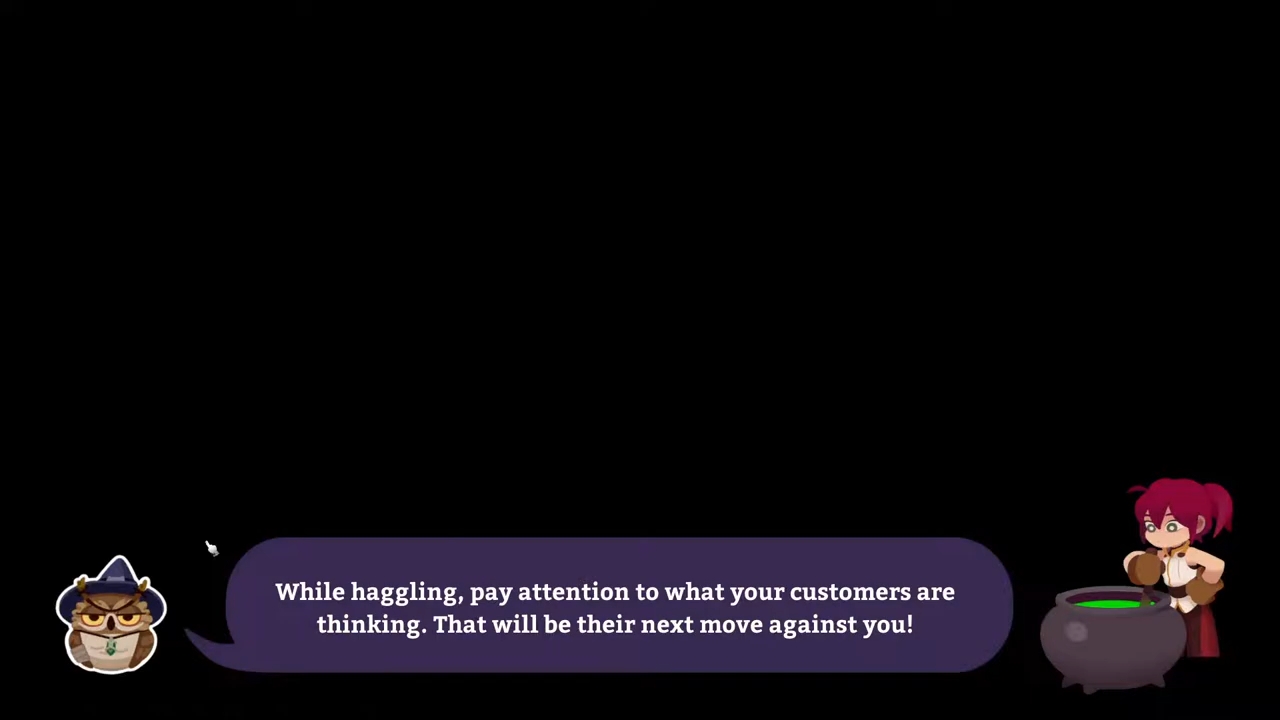 While haggling, pay attention to what your customers are
thinking. That will be their next move against you!